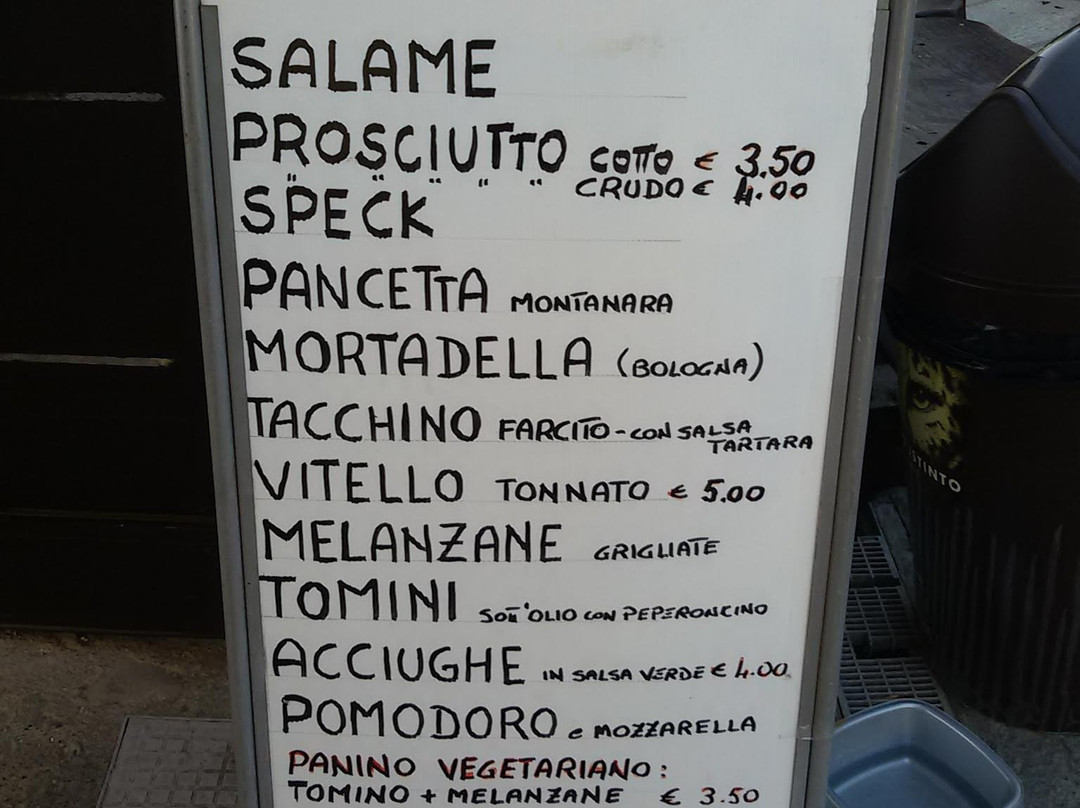 SALAME
PROSCIUTTO COTTO € 3.50
" " " " " CRUDO € 4.00
SPECK
PANCETTA MONTANARA
MORTADELLA (BOLOGNA)
TACCHINO FARCITO - CON SALSA
TARTARA
VITELLO TONNATO € 5.00
MELANZANE GRIGLIATE
TOMINI SOTT'OLIO CON PEPERONCINO
ACCIUGHE IN SALSA VERDE € 4.00
POMODORO e MOZZARELLA
PANINO VEGETARIANO:
TOMINO + MELANZANE € 3.50